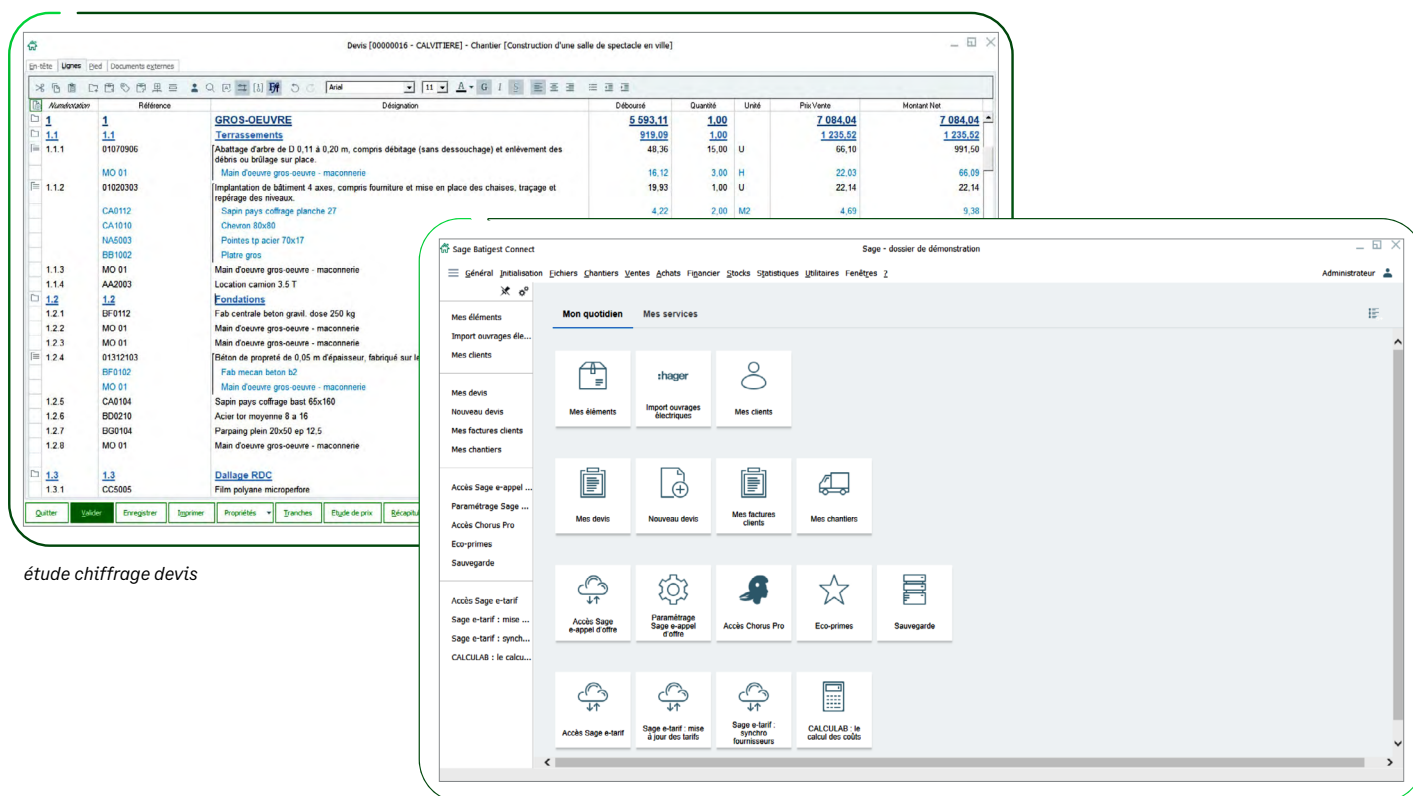 Devis [00000016 - CALVITIERE] - Chantier [Construction d'une salle de spectacle en ville]
En-tête Lignes Pied Documents externes
Arial 11 A G I S
Numérotation Référence Désignation Déboursé Quantité Unité Prix Vente Montant Net
1 1 GROS-OEUVRE 5 593,11 1,00 7 084,04 7 084,04
1.1 1.1 Terrassements 919,09 1,00 1 235,52 1 235,52
1.1.1 01070906 Abattage d'arbre de D 0,11 à 0,20 m, compris débitage (sans dessouchage) et enlèvement des 48,36 15,00 U 66,10 991,50
débris ou brûlage sur place.
MO 01 Main d'oeuvre gros-oeuvre - maconnerie 16,12 3,00 H 22,03 66,09
1.1.2 01020303 Implantation de bâtiment 4 axes, compris fourniture et mise en place des chaises, traçage et 19,93 1,00 U 22,14 22,14
repérage des niveaux.
CA0112 Sapin pays coffrage planche 27 4,22 2,00 M2 4,69 9,38
CA1010 Chevron 80x80
NA5003 Pointes tp acier 70x17
BB1002 Platre gros
1.1.3 MO 01 Main d'oeuvre gros-oeuvre - maconnerie
1.1.4 AA2003 Location camion 3.5 T
1.2 1.2 Fondations
1.2.1 BF0112 Fab centrale beton gravil. dose 250 kg
1.2.2 MO 01 Main d'oeuvre gros-oeuvre - maconnerie
1.2.3 MO 01 Main d'oeuvre gros-oeuvre - maconnerie
1.2.4 01312103 Béton de propreté de 0,05 m d'épaisseur, fabriqué sur le
BF0102 Fab mecan beton b2
MO 01 Main d'oeuvre gros-oeuvre - maconnerie
1.2.5 CA0104 Sapin pays coffrage bast 65x160
1.2.6 BD0210 Acier tor moyenne 8 a 16
1.2.7 BG0104 Parpaing plein 20x50 ep 12,5
1.2.8 MO 01 Main d'oeuvre gros-oeuvre - maconnerie
1.3 1.3 Dallage RDC
1.3.1 CC5005 Film polyane microperfore
Quitter Valider Enregistrer Imprimer Propriétés Tranches Etude de prix Récapitu
étude chiffrage devis
Sage Batigest Connect Sage - dossier de démonstration
Général Initialisation Fichiers Chantiers Ventes Achats Financier Stocks Statistiques Utilitaires Fenêtres ? Administrateur
Mes éléments
Import ouvrages éle...
Mes clients
Mes devis
Nouveau devis
Mes factures clients
Mes chantiers
Accès Sage e-appel ...
Paramétrage Sage ...
Accès Chorus Pro
Eco-primes
Sauvegarde
Accès Sage e-tarif
Sage e-tarif : mise ...
Sage e-tarif : synch...
CALCULAB : le calcu...
Mon quotidien Mes services
:hager
Mes éléments
Import ouvrages
électriques
Mes clients
Mes devis
Nouveau devis
Mes factures
clients
Mes chantiers
Accès Sage
e-appel d'offre
Paramétrage
Sage e-appel
d'offre
Accès Chorus Pro
Eco-primes
Sauvegarde
Accès Sage e-tarif
Sage e-tarif : mise
à jour des tarifs
Sage e-tarif :
synchro
fournisseurs
CALCULAB : le
calcul des coûts